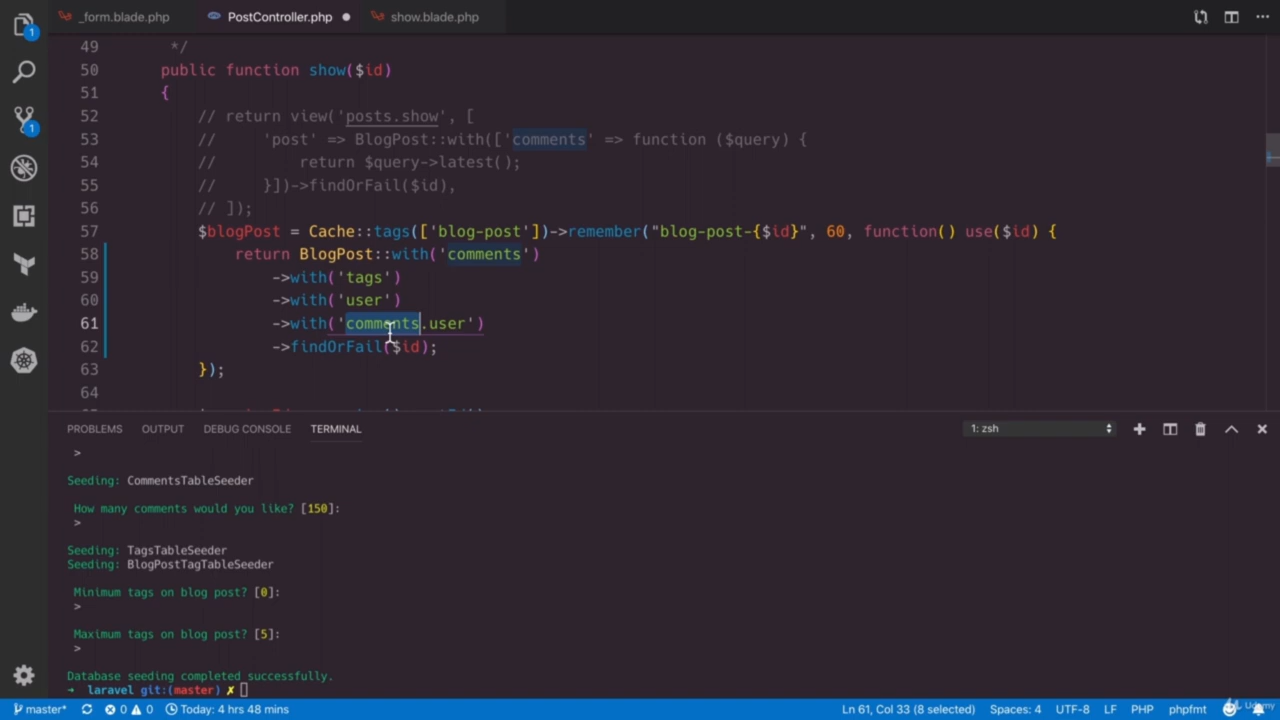 _form.blade.php
PostController.php
show.blade.php
49 */
50 public function show($id)
51 {
52 // return view('posts.show', [
53 // 'post' => BlogPost::with(['comments' => function ($query) {
54 // return $query->latest();
55 // }])->findOrFail($id),
56 // ]);
57 $blogPost = Cache::tags(['blog-post'])->remember("blog-post-{$id}", 60, function() use($id) {
58 return BlogPost::with('comments')
59 ->with('tags')
60 ->with('user')
61 ->with('comments.user')
62 ->findOrFail($id);
63 });
64
PROBLEMS OUTPUT DEBUG CONSOLE TERMINAL 1: zsh
>
Seeding: CommentsTableSeeder
How many comments would you like? [150]:
>
Seeding: TagsTableSeeder
Seeding: BlogPostTagTableSeeder
Minimum tags on blog post? [0]:
>
Maximum tags on blog post? [5]:
>
Database seeding completed successfully.
➜ laravel git:(master) ✗
1
1
master* 0 0 Today: 4 hrs 48 mins Ln 61, Col 33 (8 selected) Spaces: 4 UTF-8 LF PHP phpfmt
Udemy